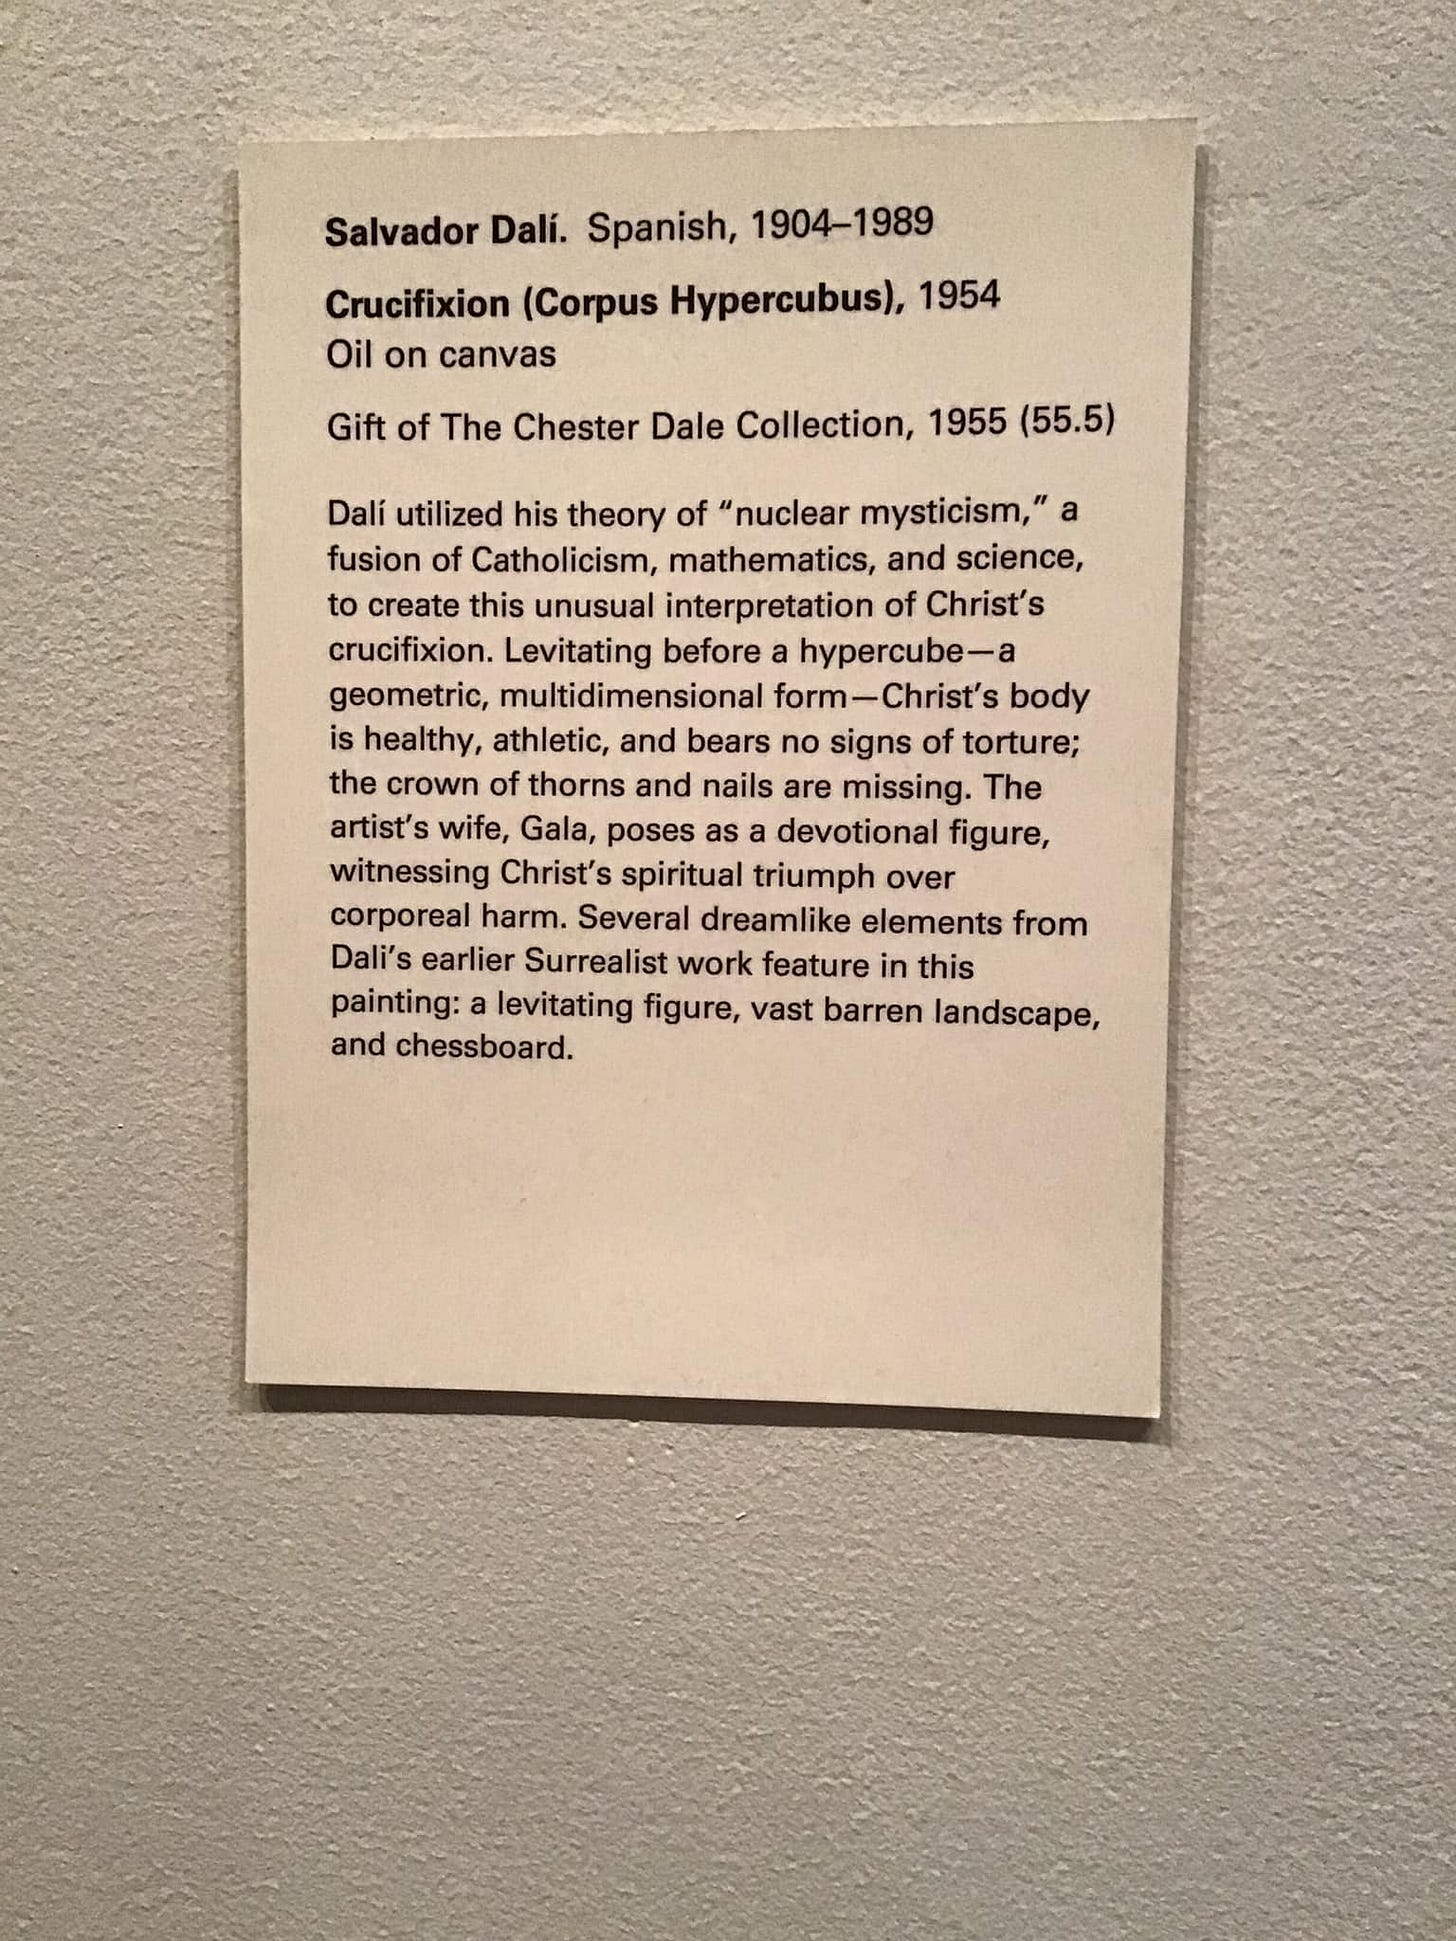 Salvador Dalí. Spanish, 1904–1989
Crucifixion (Corpus Hypercubus), 1954
Oil on canvas
Gift of The Chester Dale Collection, 1955 (55.5)
Dalí utilized his theory of “nuclear mysticism,” a
fusion of Catholicism, mathematics, and science,
to create this unusual interpretation of Christ’s
crucifixion. Levitating before a hypercube—a
geometric, multidimensional form—Christ’s body
is healthy, athletic, and bears no signs of torture;
the crown of thorns and nails are missing. The
artist’s wife, Gala, poses as a devotional figure,
witnessing Christ’s spiritual triumph over
corporeal harm. Several dreamlike elements from
Dali’s earlier Surrealist work feature in this
painting: a levitating figure, vast barren landscape,
and chessboard.